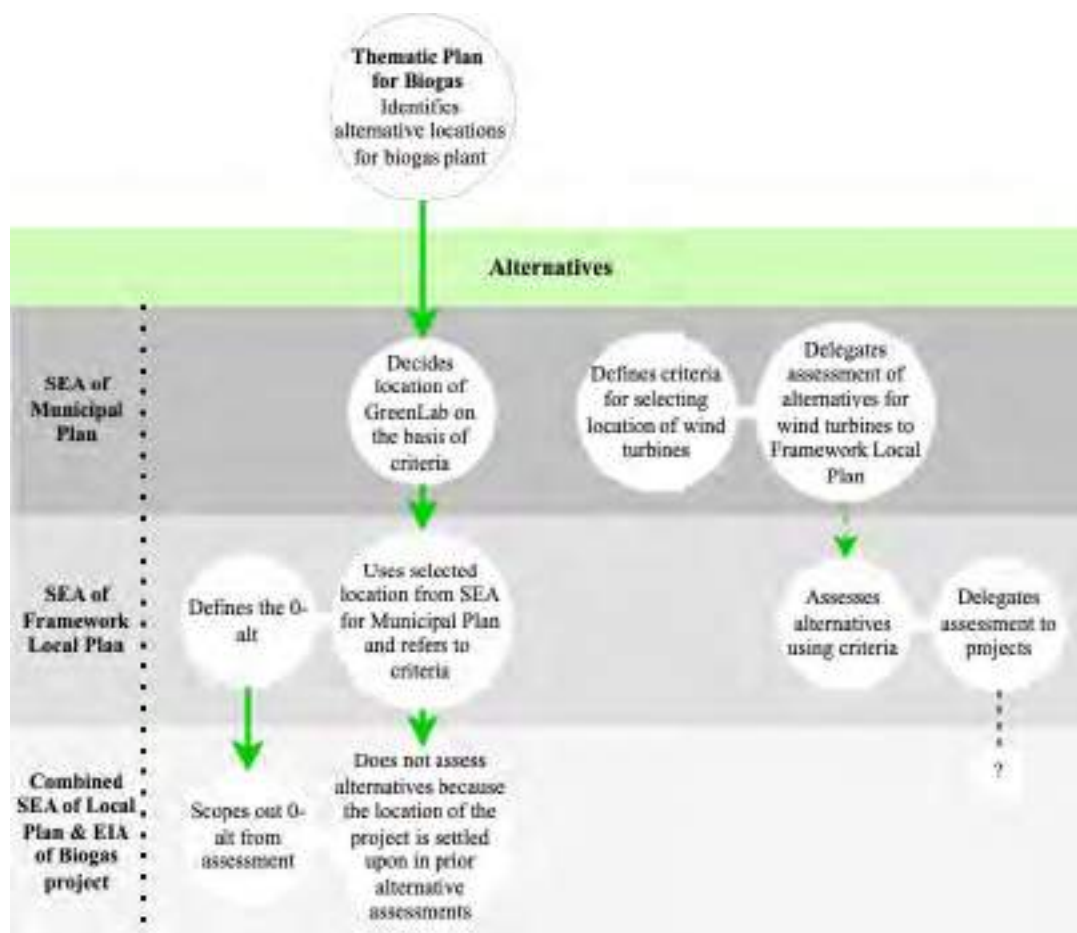 Thematic Plan
for Biogas
Identifies
alternative locations
for biogas plant
Alternatives
SEA of
Municipal
Plan
Decides
location of
GreenLab on
the basis of
criteria
Defines criteria
for selecting
location of wind
turbines
Delegates
assessment of
alternatives for
wind turbines to
Framework Local
Plan
SEA of
Framework
Local Plan
Defines the 0-
alt
Uses selected
location from SEA
for Municipal Plan
and refers to
criteria
Assesses
alternatives
using criteria
Delegates
assessment to
projects
Combined
SEA of Local
Plan & EIA
of Biogas
project
Scopes out 0-
alt from
assessment
Does not assess
alternatives because
the location of the
project is settled
upon in prior
alternative
assessments
?